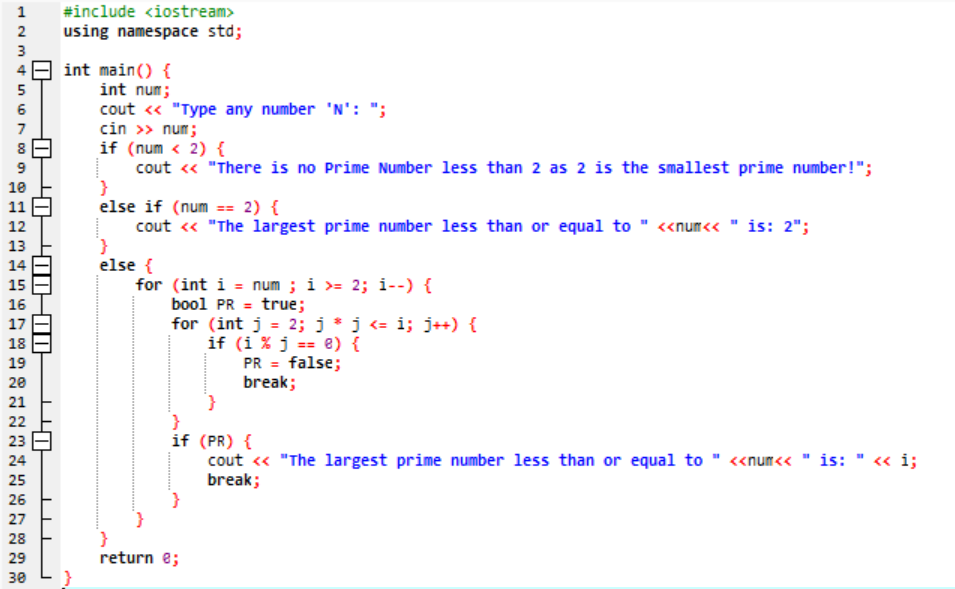 1 #include <iostream>
2 using namespace std;
3
4 int main() {
5 int num;
6 cout << "Type any number 'N': ";
7 cin >> num;
8 if (num < 2) {
9 cout << "There is no Prime Number less than 2 as 2 is the smallest prime number!";
10 }
11 else if (num == 2) {
12 cout << "The largest prime number less than or equal to " <<num<< " is: 2";
13 }
14 else {
15 for (int i = num ; i >= 2; i--) {
16 bool PR = true;
17 for (int j = 2; j * j <= i; j++) {
18 if (i % j == 0) {
19 PR = false;
20 break;
21 }
22 }
23 if (PR) {
24 cout << "The largest prime number less than or equal to " <<num<< " is: " << i;
25 break;
26 }
27 }
28 }
29 return 0;
30 }